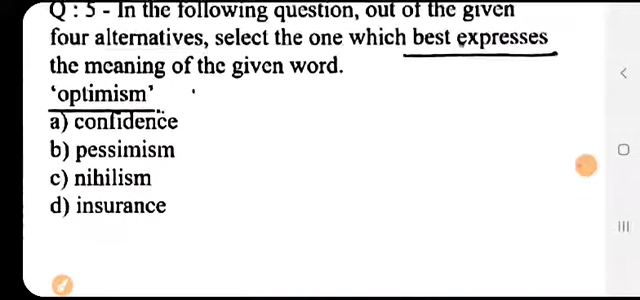 Q : 5 - In the following question, out of the given
four alternatives, select the one which best expresses
the meaning of the given word.
‘optimism’
a) confidence
b) pessimism
c) nihilism
d) insurance